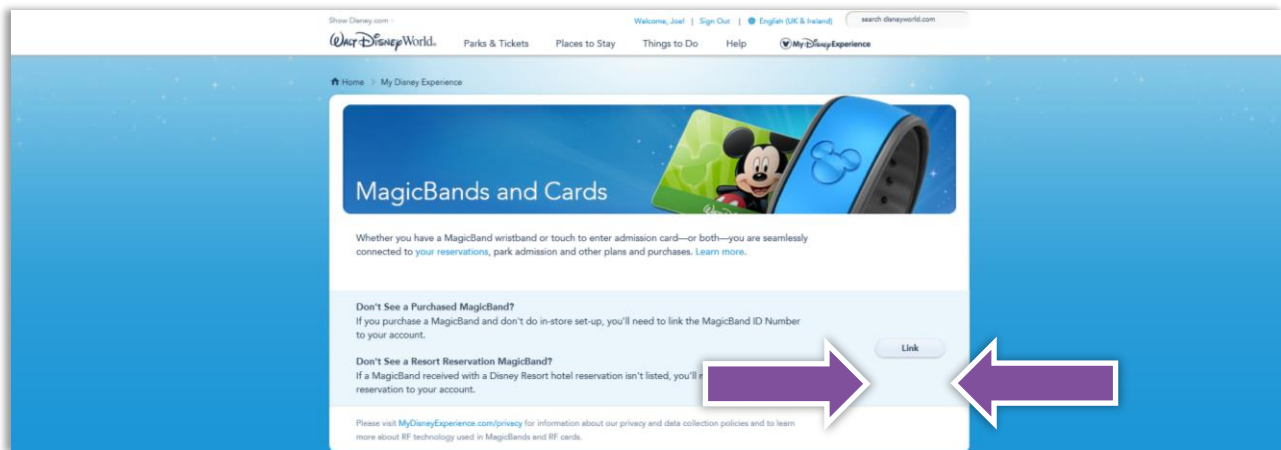 Show Disney.com
Welcome, Joel | Sign Out | English (UK & Ireland) search disneyworld.com
Walt Disney World. Parks & Tickets Places to Stay Things to Do Help My Disney Experience
Home > My Disney Experience
MagicBands and Cards
Whether you have a MagicBand wristband or touch to enter admission card—or both—you are seamlessly
connected to your reservations, park admission and other plans and purchases. Learn more.
Don't See a Purchased MagicBand?
If you purchase a MagicBand and don't do in-store set-up, you'll need to link the MagicBand ID Number
to your account.
Link
Don't See a Resort Reservation MagicBand?
If a MagicBand received with a Disney Resort hotel reservation isn't listed, you'll
reservation to your account.
Please visit MyDisneyExperience.com/privacy for information about our privacy and data collection policies and to learn
more about RF technology used in MagicBands and RF cards.